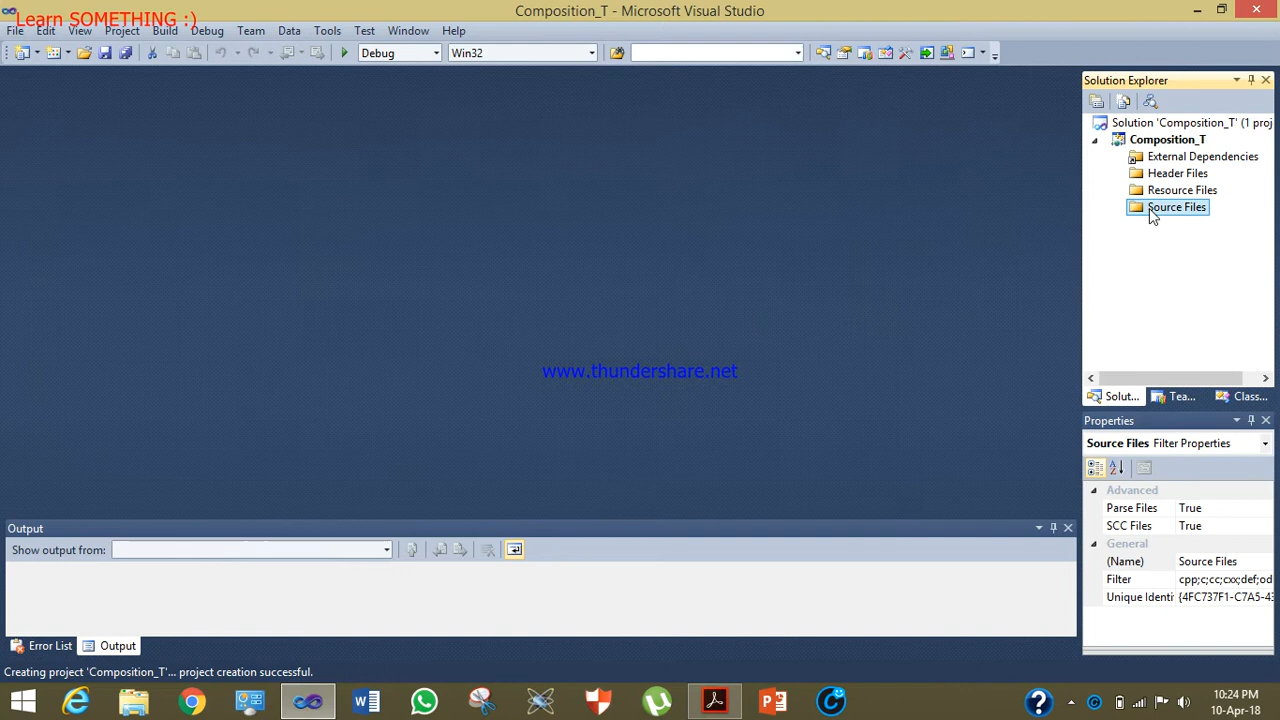 Composition_T - Microsoft Visual Studio
Learn SOMETHING :)
File Edit View Project Build Debug Team Data Tools Test Window Help
Debug Win32
Solution Explorer
Solution 'Composition_T' (1 proj
Composition_T
External Dependencies
Header Files
Resource Files
Source Files
www.thundershare.net
Solut... Tea... Class...
Properties
Source Files Filter Properties
Advanced
Parse Files True
SCC Files True
General
(Name) Source Files
Filter cpp;c;cc;cxx;def;od
Unique Identi {4FC737F1-C7A5-43
Output
Show output from:
Error List Output
Creating project 'Composition_T'... project creation successful.
10:24 PM
10-Apr-18